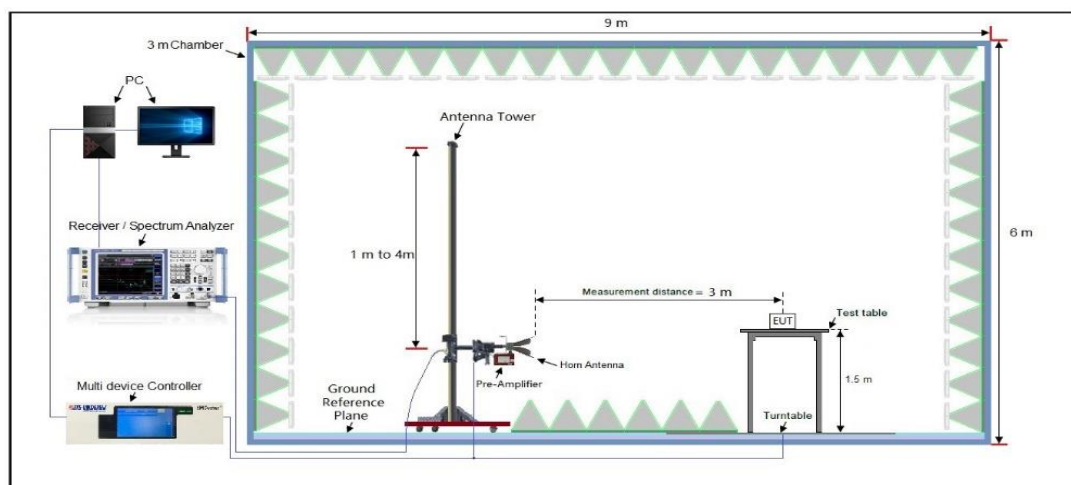 9 m
3 m Chamber
PC
Antenna Tower
Receiver / Spectrum Analyzer
1 m to 4m
6 m
Measurement distance = 3 m
EUT
Test table
Horn Antenna
Pre-Amplifier
1.5 m
Multi device Controller
Ground
Reference
Plane
Turntable